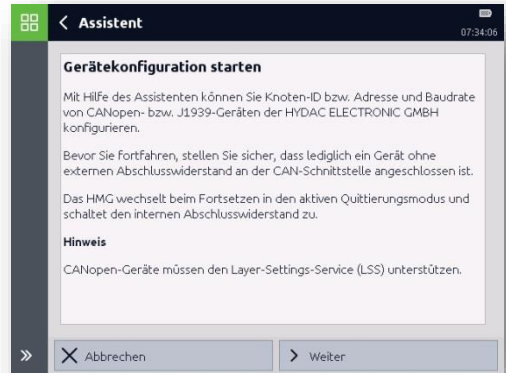 Assistent
07:34:06
Gerätekonfiguration starten
Mit Hilfe des Assistenten können Sie Knoten-ID bzw. Adresse und Baudrate
von CANopen- bzw. J1939-Geräten der HYDAC ELECTRONIC GMBH
konfigurieren.
Bevor Sie fortfahren, stellen Sie sicher, dass lediglich ein Gerät ohne
externen Abschlusswiderstand an der CAN-Schnittstelle angeschlossen ist.
Das HMG wechselt beim Fortsetzen in den aktiven Quittierungsmodus und
schaltet den internen Abschlusswiderstand zu.
Hinweis
CANopen-Geräte müssen den Layer-Settings-Service (LSS) unterstützen.
Abbrechen
Weiter